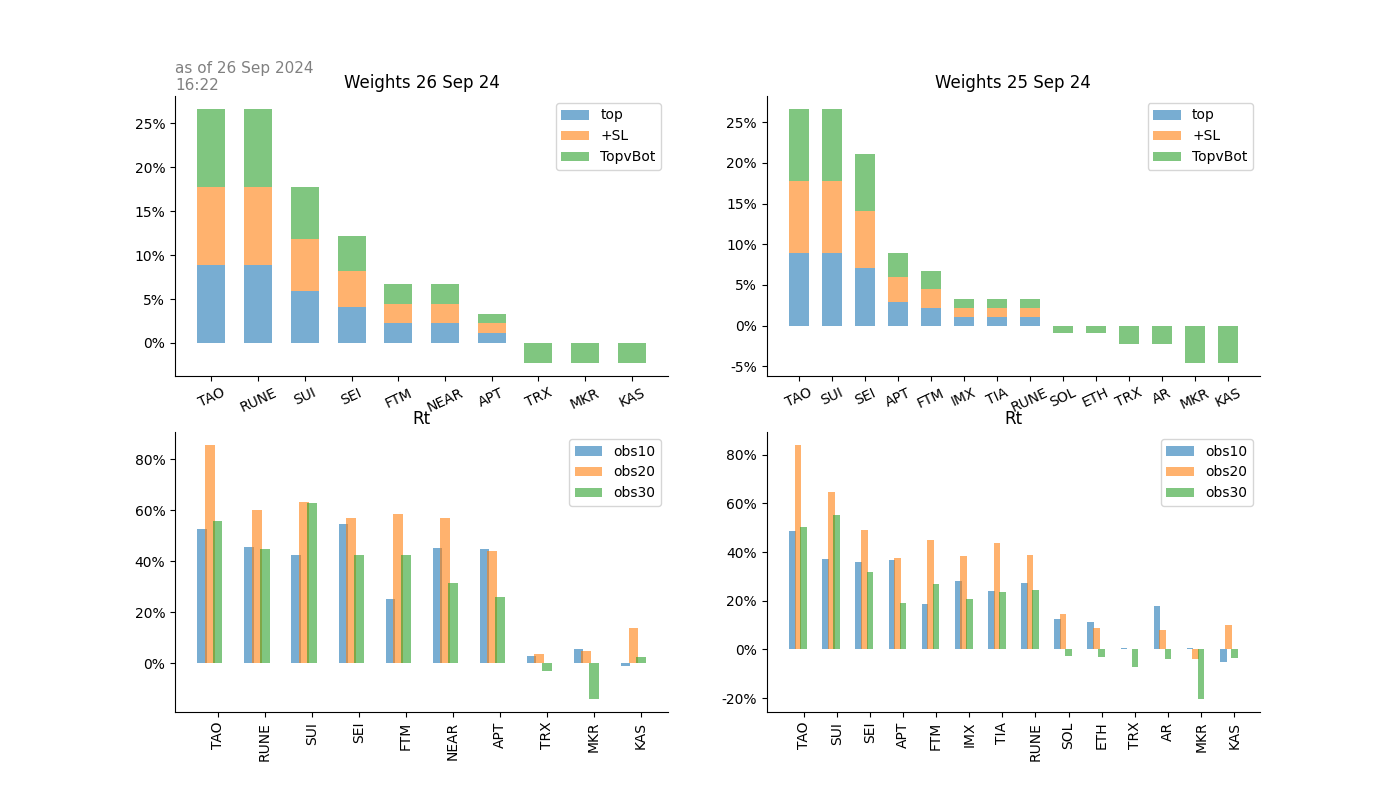 as of 26 Sep 2024
16:22
Weights 26 Sep 24
25%
20%
15%
10%
5%
0%
top
+SL
TopvBot
TAO RUNE SUI SEI FTM NEAR APT TRX MKR KAS
Weights 25 Sep 24
25%
20%
15%
10%
5%
0%
-5%
top
+SL
TopvBot
TAO SUI SEI APT FTM IMX TIA RUNE SOL ETH TRX AR MKR KAS
Rt
80%
60%
40%
20%
0%
obs10
obs20
obs30
TAO RUNE SUI SEI FTM NEAR APT TRX MKR KAS
Rt
80%
60%
40%
20%
0%
-20%
obs10
obs20
obs30
TAO SUI SEI APT FTM IMX TIA RUNE SOL ETH TRX AR MKR KAS